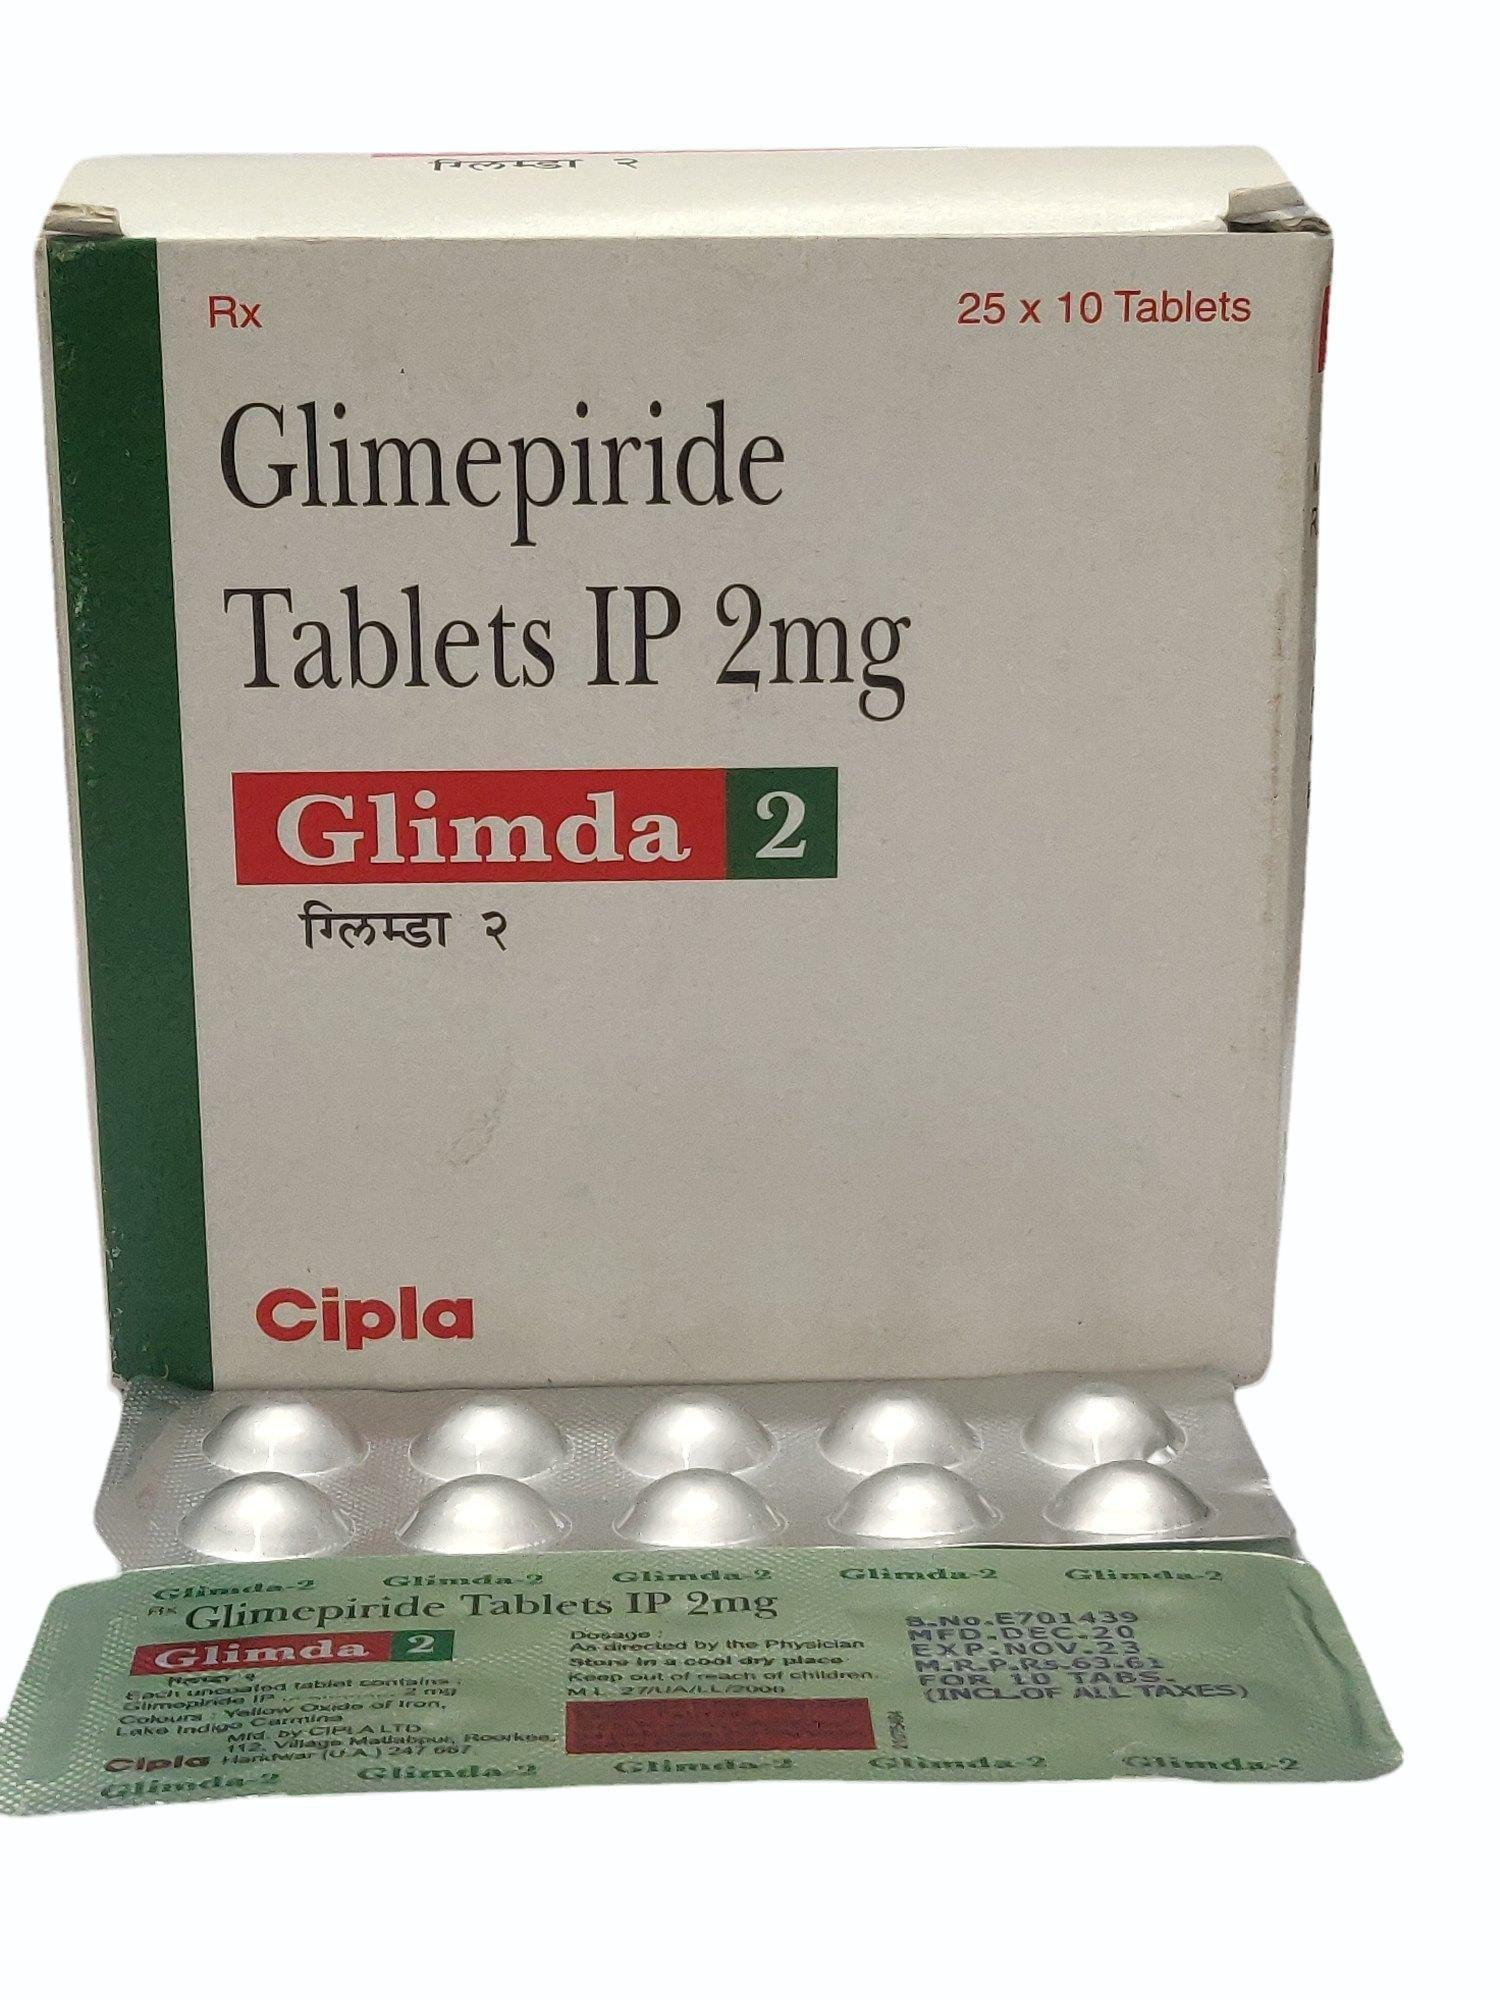 ग्लिम्डा २
Rx
25 x 10 Tablets
Glimepiride
Tablets IP 2mg
Glimda 2
ग्लिम्डा २
Cipla
Glimda-2 Glimda-2 Glimda-2 Glimda-2 Glimda-2
Rx Glimepiride Tablets IP 2mg
Glimda 2
Each uncoated tablet contains :
Glimepiride IP 2 mg
Colours : Yellow Oxide of Iron,
Lake Indigo Carmine
Mfd. by CIPLA LTD.
112, Village Matlabpur, Roorkee,
Cipla Haridwar (U.A.) 247 667.
Dosage :
As directed by the Physician
Store in a cool dry place
Keep out of reach of children.
M.L. 27/UA/LL/2006
B.No.E701439
MFD.DEC.20
EXP.NOV.23
M.R.P.Rs.63.61
FOR 10 TABS.
(INCL.OF ALL TAXES)
Glimda-2 Glimda-2 Glimda-2 Glimda-2 Glimda-2